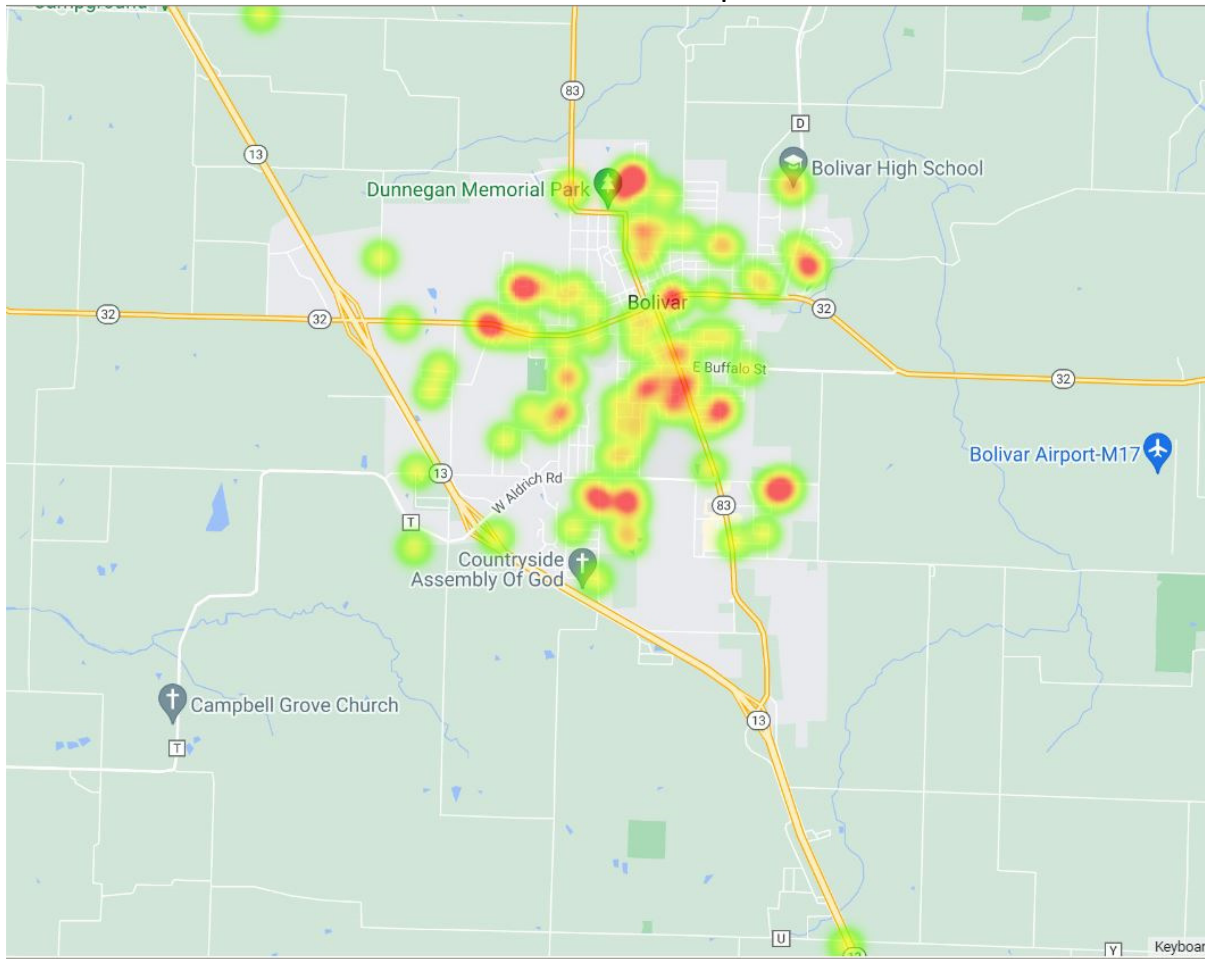 Campground
83
D
13
Bolivar High School
Dunnegan Memorial Park
Bolivar
32
32
32
E Buffalo St
32
Bolivar Airport-M17
13
W Aldrich Rd
83
T
Countryside
Assembly Of God
Campbell Grove Church
13
T
U
13
Y
Keyboar